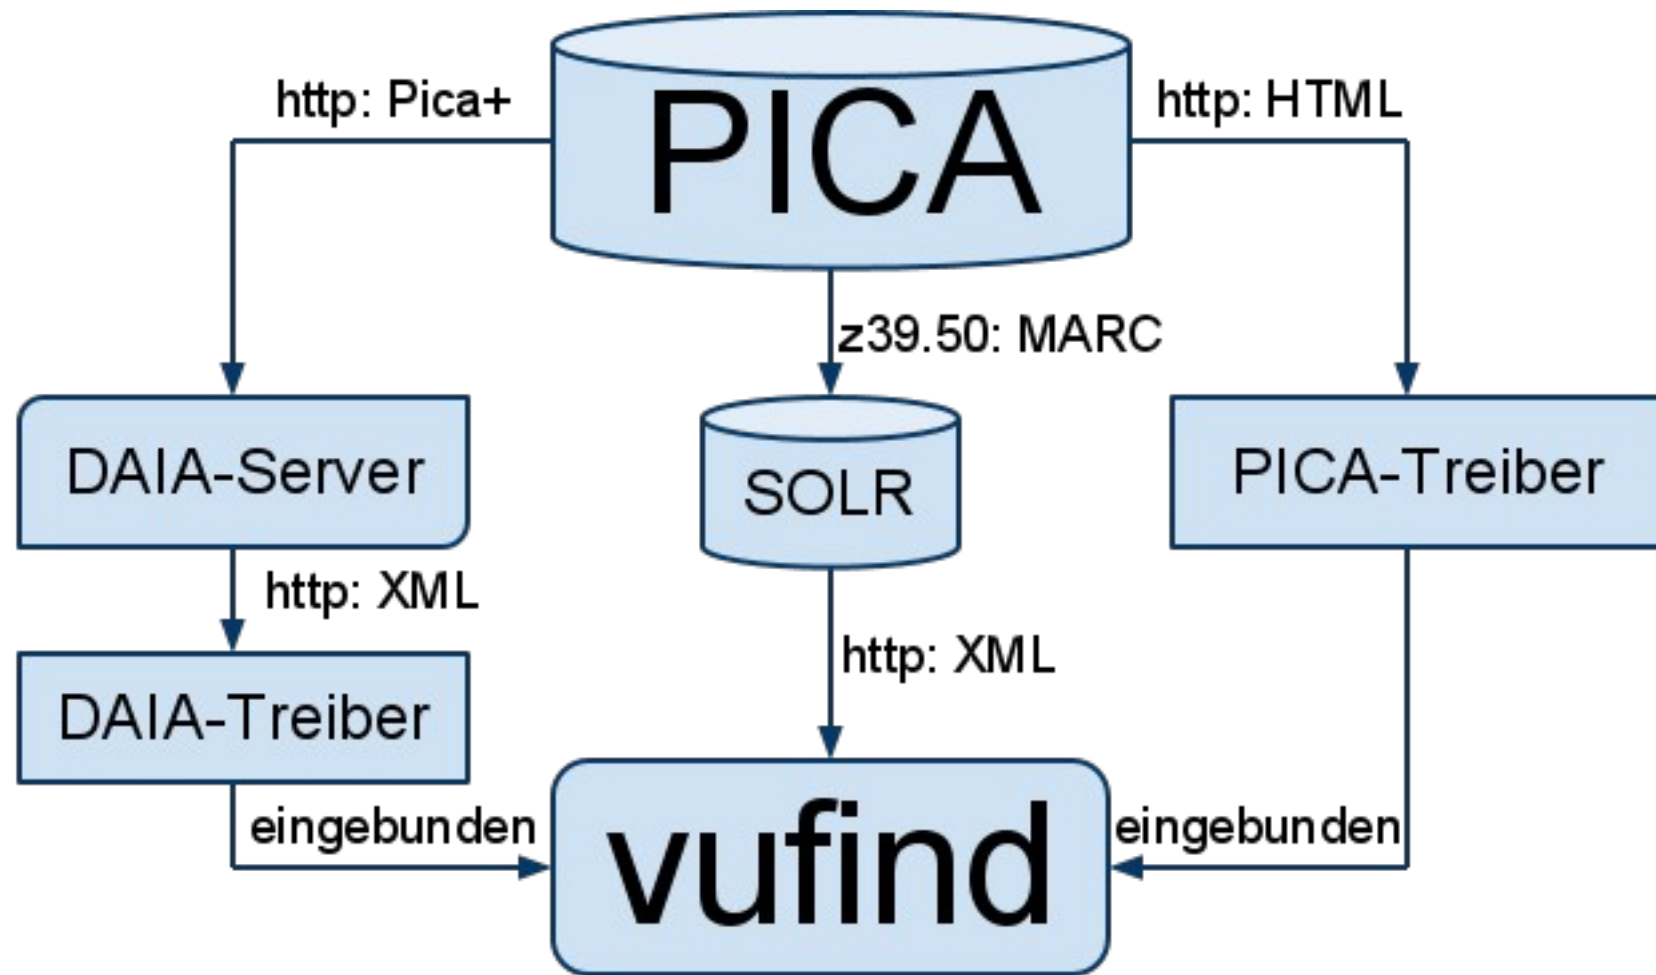 PICA
http: Pica+
http: HTML
z39.50: MARC
DAIA-Server
SOLR
PICA-Treiber
http: XML
http: XML
DAIA-Treiber
eingebunden
vufind
eingebunden